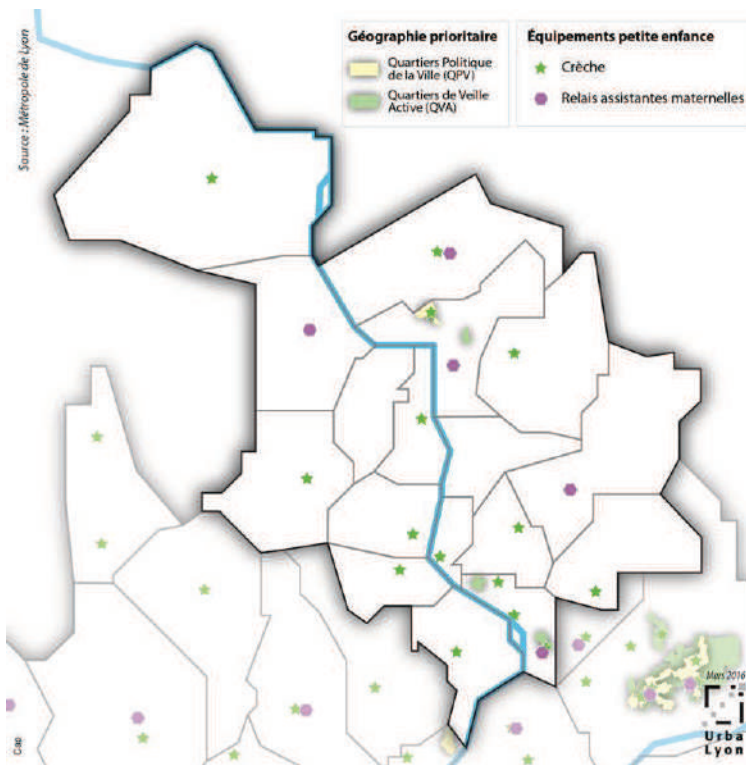 Source : Métropole de Lyon
Géographie prioritaire
Quartiers Politique
de la Ville (QPV)
Quartiers de Veille
Active (QVA)
Équipements petite enfance
Crèche
Relais assistantes maternelles
Mars 2016
Urba
Lyon